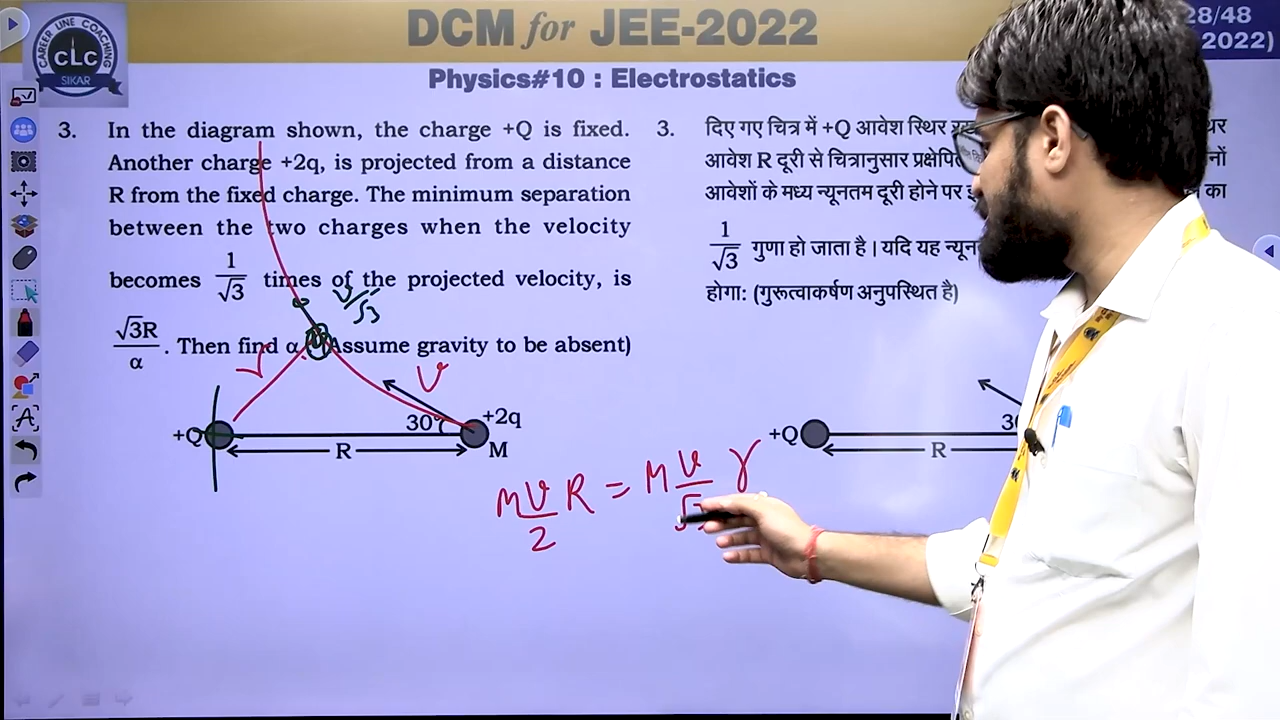 DCM for JEE-2022
28/48
2022)
CAREER LINE COACHING
CLC
SIKAR
Physics#10 : Electrostatics
3. In the diagram shown, the charge +Q is fixed.
Another charge +2q, is projected from a distance
R from the fixed charge. The minimum separation
between the two charges when the velocity
becomes 1/√3 times of the projected velocity, is
√3R/α . Then find α (Assume gravity to be absent)
v/√3
r
v
30°
+2q
+Q
R
M
Mv/2 R = M v/√3 r
3. दिए गए चित्र में +Q आवेश स्थिर
आवेश R दूरी से चित्रानुसार
आवेशों के मध्य न्यूनतम दूरी होने पर
का
1/√3 गुणा हो जाता है। यदि यह
होगा: (गुरूत्वाकर्षण अनुपस्थित है)
+Q
R